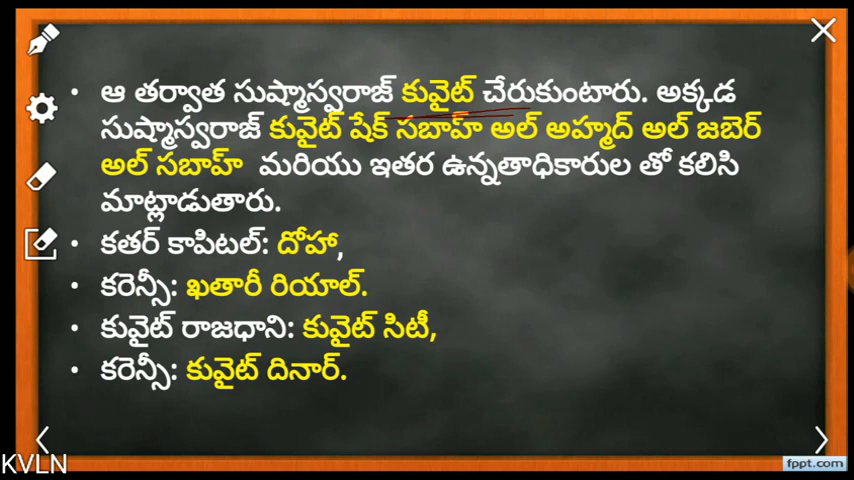 • ఆ తర్వాత సుష్మాస్వరాజ్ కువైట్ చేరుకుంటారు. అక్కడ
సుష్మాస్వరాజ్ కువైట్ షేక్ సబాహ్ అల్ అహ్మద్ అల్ జబెర్
అల్ సబాహ్ మరియు ఇతర ఉన్నతాధికారుల తో కలిసి
మాట్లాడుతారు.
• కతర్ కాపిటల్: దోహా,
• కరెన్సీ: ఖతారీ రియాల్.
• కువైట్ రాజధాని: కువైట్ సిటీ,
• కరెన్సీ: కువైట్ దినార్.
KVLN
fppt.com